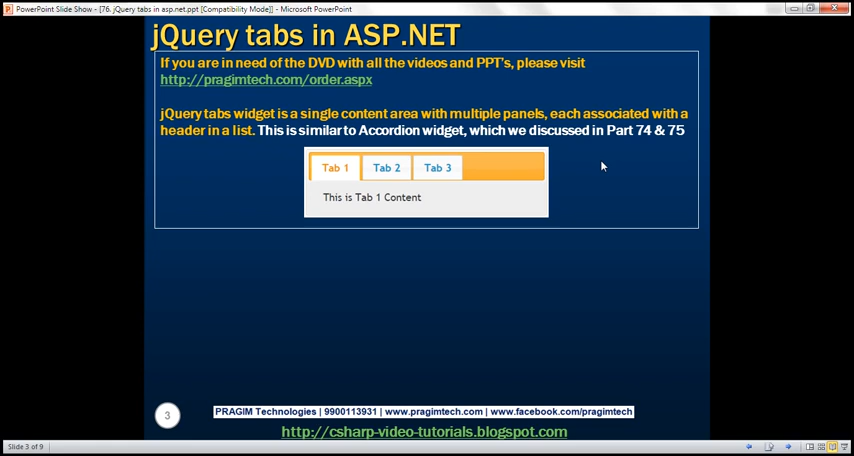 PowerPoint Slide Show - [76. jQuery tabs in asp.net.ppt [Compatibility Mode]] - Microsoft PowerPoint
jQuery tabs in ASP.NET
If you are in need of the DVD with all the videos and PPT's, please visit
http://pragimtech.com/order.aspx
jQuery tabs widget is a single content area with multiple panels, each associated with a
header in a list. This is similar to Accordion widget, which we discussed in Part 74 & 75
Tab 1 Tab 2 Tab 3
This is Tab 1 Content
3
PRAGIM Technologies | 9900113931 | www.pragimtech.com | www.facebook.com/pragimtech
http://csharp-video-tutorials.blogspot.com
Slide 3 of 9